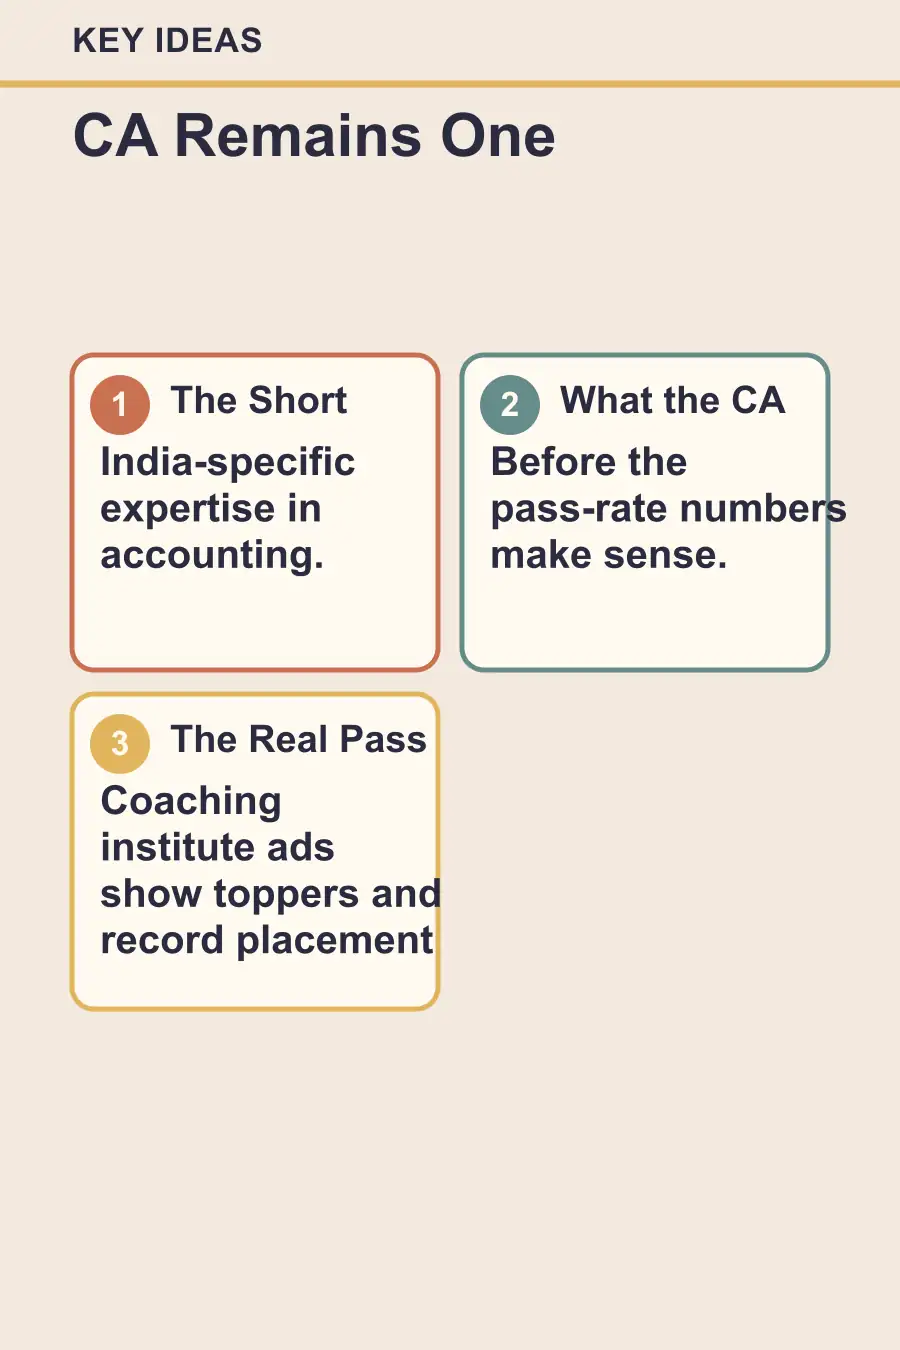 KEY IDEAS
CA Remains One
1
The Short
India-specific
expertise in
accounting.
2
What the CA
Before the
pass-rate numbers
make sense.
3
The Real Pass
Coaching
institute ads
show toppers and
record placement